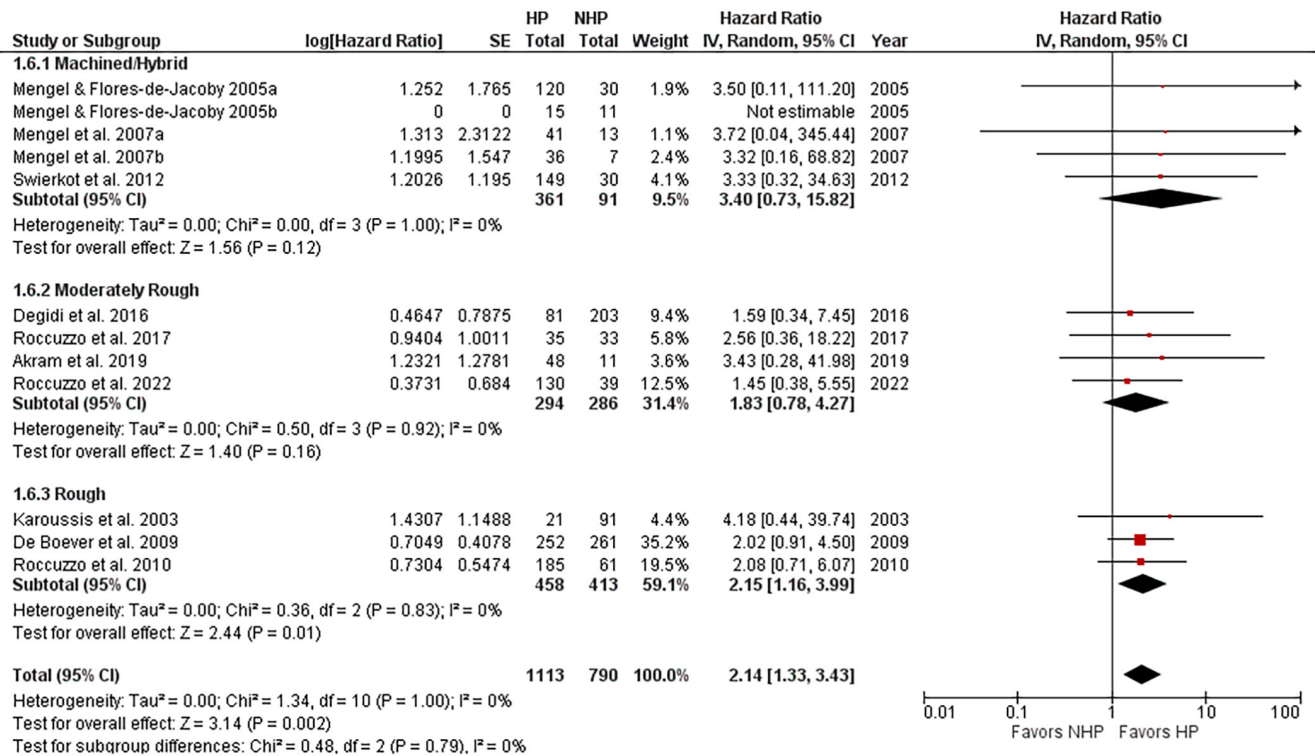 HP NHP Hazard Ratio Hazard Ratio
Study or Subgroup log[Hazard Ratio] SE Total Total Weight IV, Random, 95% CI Year IV, Random, 95% CI
1.6.1 Machined/Hybrid
Mengel & Flores-de-Jacoby 2005a 1.252 1.765 120 30 1.9% 3.50 [0.11, 111.20] 2005
Mengel & Flores-de-Jacoby 2005b 0 0 15 11 Not estimable 2005
Mengel et al. 2007a 1.313 2.3122 41 13 1.1% 3.72 [0.04, 345.44] 2007
Mengel et al. 2007b 1.1995 1.547 36 7 2.4% 3.32 [0.16, 68.82] 2007
Swierkot et al. 2012 1.2026 1.195 149 30 4.1% 3.33 [0.32, 34.63] 2012
Subtotal (95% CI) 361 91 9.5% 3.40 [0.73, 15.82]
Heterogeneity: Tau² = 0.00; Chi² = 0.00, df = 3 (P = 1.00); I² = 0%
Test for overall effect: Z = 1.56 (P = 0.12)
1.6.2 Moderately Rough
Degidi et al. 2016 0.4647 0.7875 81 203 9.4% 1.59 [0.34, 7.45] 2016
Roccuzzo et al. 2017 0.9404 1.0011 35 33 5.8% 2.56 [0.36, 18.22] 2017
Akram et al. 2019 1.2321 1.2781 48 11 3.6% 3.43 [0.28, 41.98] 2019
Roccuzzo et al. 2022 0.3731 0.684 130 39 12.5% 1.45 [0.38, 5.55] 2022
Subtotal (95% CI) 294 286 31.4% 1.83 [0.78, 4.27]
Heterogeneity: Tau² = 0.00; Chi² = 0.50, df = 3 (P = 0.92); I² = 0%
Test for overall effect: Z = 1.40 (P = 0.16)
1.6.3 Rough
Karoussis et al. 2003 1.4307 1.1488 21 91 4.4% 4.18 [0.44, 39.74] 2003
De Boever et al. 2009 0.7049 0.4078 252 261 35.2% 2.02 [0.91, 4.50] 2009
Roccuzzo et al. 2010 0.7304 0.5474 185 61 19.5% 2.08 [0.71, 6.07] 2010
Subtotal (95% CI) 458 413 59.1% 2.15 [1.16, 3.99]
Heterogeneity: Tau² = 0.00; Chi² = 0.36, df = 2 (P = 0.83); I² = 0%
Test for overall effect: Z = 2.44 (P = 0.01)
Total (95% CI) 1113 790 100.0% 2.14 [1.33, 3.43]
Heterogeneity: Tau² = 0.00; Chi² = 1.34, df = 10 (P = 1.00); I² = 0%
Test for overall effect: Z = 3.14 (P = 0.002)
Test for subgroup differences: Chi² = 0.48, df = 2 (P = 0.79), I² = 0%
0.01 0.1 1 10 100
Favors NHP Favors HP